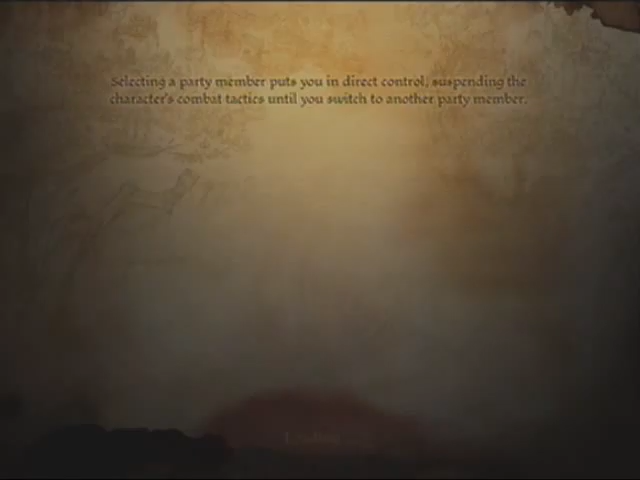 Selecting a party member puts you in direct control, suspending the
character's combat tactics until you switch to another party member.